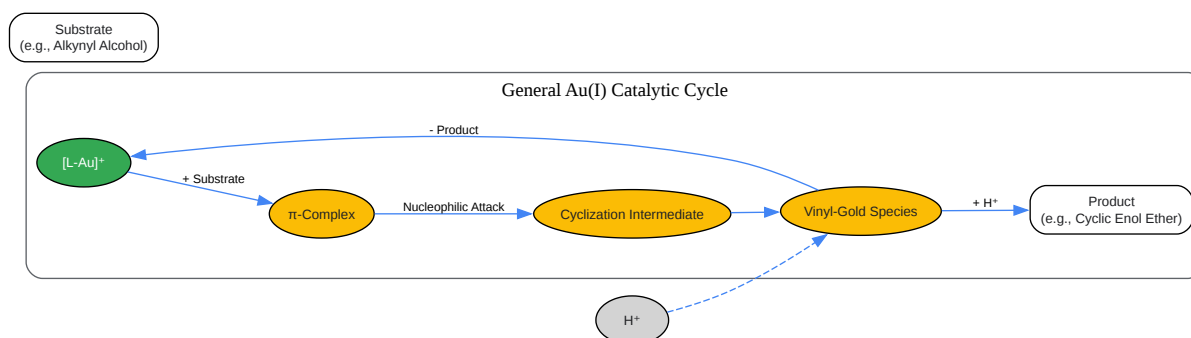 Substrate
(e.g., Alkynyl Alcohol)
General Au(I) Catalytic Cycle
- Product
[L-Au]⁺
+ Substrate
π-Complex
Nucleophilic Attack
Cyclization Intermediate
Vinyl-Gold Species
+ H⁺
Product
(e.g., Cyclic Enol Ether)
H⁺